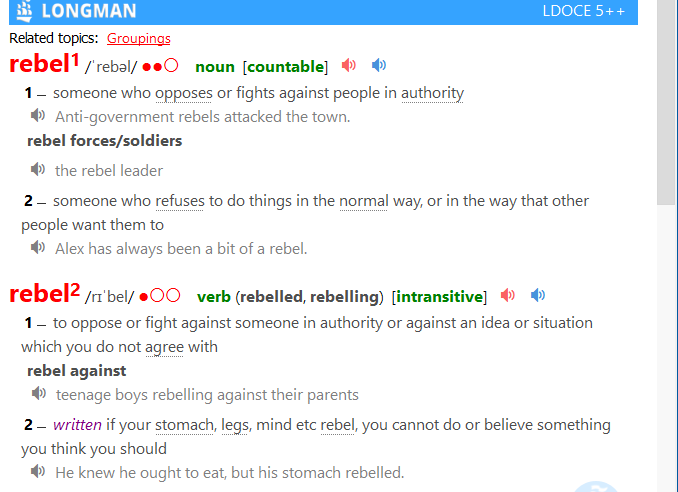 LONGMAN LDOCE 5++
Related topics: Groupings
rebel1 /ˈrebəl/ ●●○ noun [countable]
1 – someone who opposes or fights against people in authority
Anti-government rebels attacked the town.
rebel forces/soldiers
the rebel leader
2 – someone who refuses to do things in the normal way, or in the way that other
people want them to
Alex has always been a bit of a rebel.
rebel2 /rɪˈbel/ ●○○ verb (rebelled, rebelling) [intransitive]
1 – to oppose or fight against someone in authority or against an idea or situation
which you do not agree with
rebel against
teenage boys rebelling against their parents
2 – written if your stomach, legs, mind etc rebel, you cannot do or believe something
you think you should
He knew he ought to eat, but his stomach rebelled.